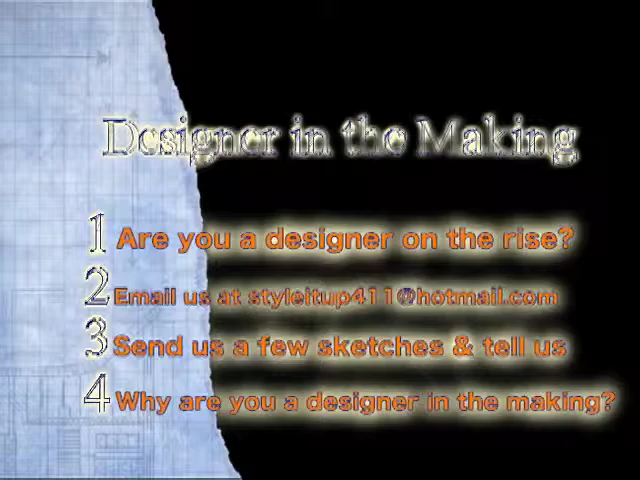 Designer in the Making
1 Are you a designer on the rise?
2 Email us at styleitup411@hotmail.com
3 Send us a few sketches & tell us
4 Why are you a designer in the making?